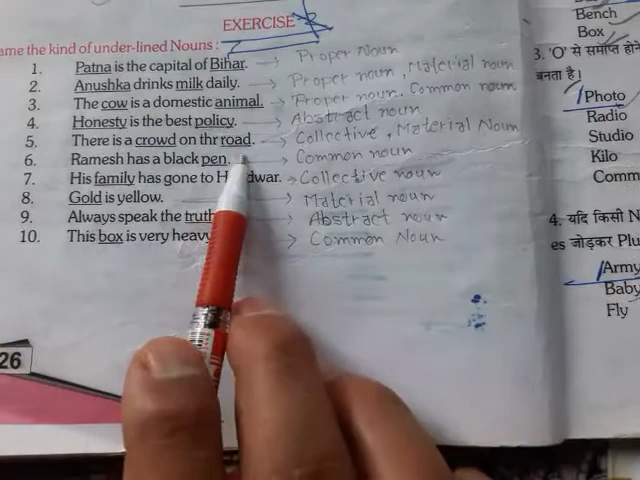 EXERCISE
ame the kind of under-lined Nouns :
1. Patna is the capital of Bihar. → Proper Noun
2. Anushka drinks milk daily. → Proper noun, Material noun
3. The cow is a domestic animal. → Proper noun. Common noun
4. Honesty is the best policy. → Abstract noun
5. There is a crowd on thr road. → Collective, Material Noun
6. Ramesh has a black pen. → Common noun
7. His family has gone to H dwar. → Collective noun
8. Gold is yellow. → Material noun
9. Always speak the truth → Abstract noun
10. This box is very heavy → Common Noun
26
Bench
Box
3. 'O' से समाप्त होने
बनता है।
Photo
Radio
Studio
Kilo
Comm
4. यदि किसी N
es जोड़कर Plu
Army
Baby
Fly